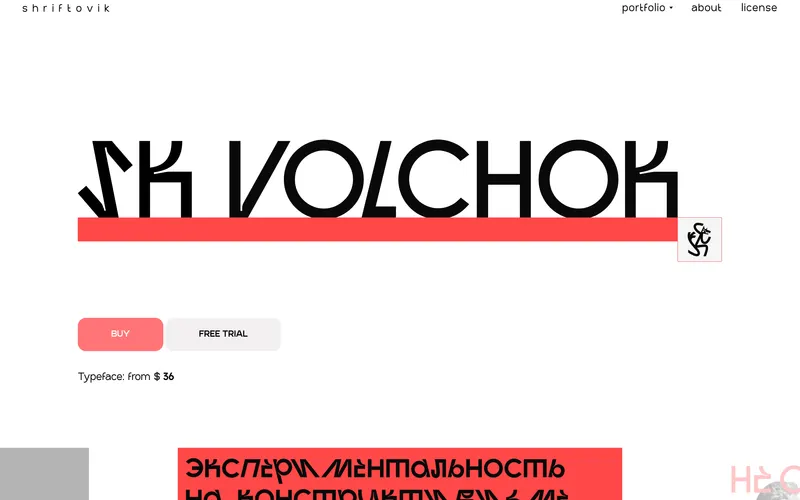 shriftovik
portfolio
about
license
SK VOLCHOK
BUY
FREE TRIAL
Typeface: from $ 36
ЭКСПЕРИМЕНТАЛЬНОСТЬ